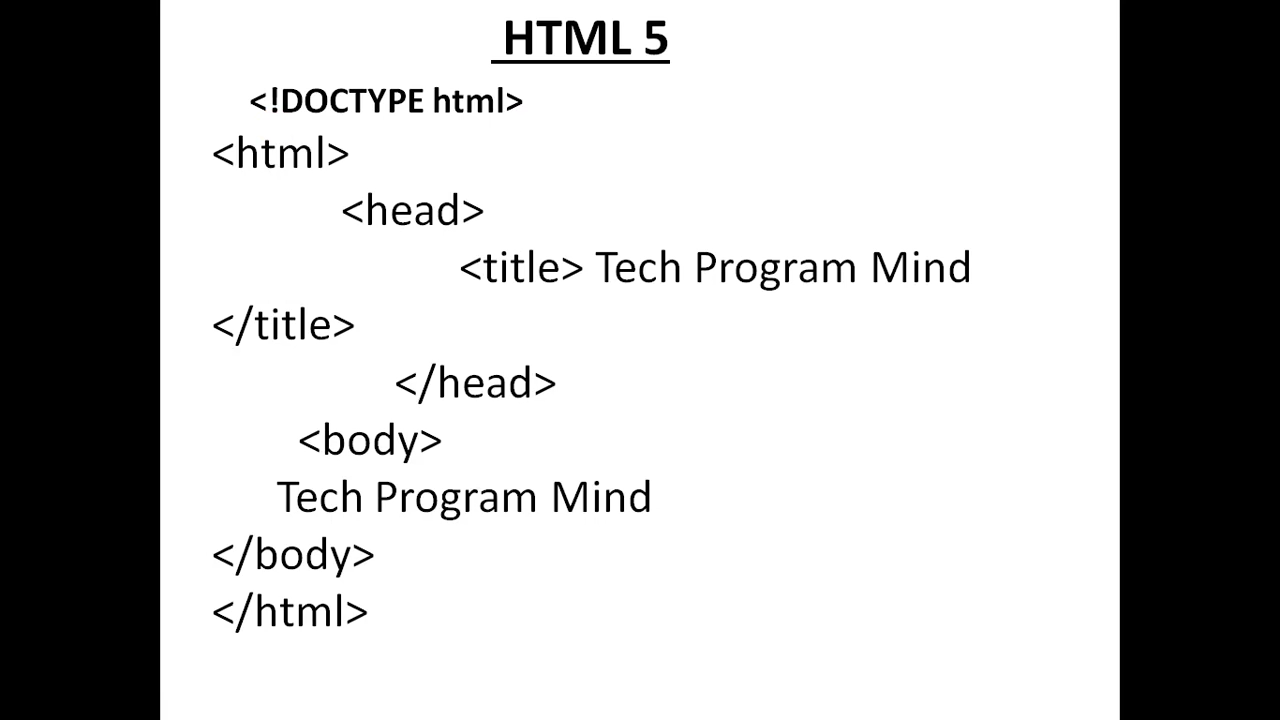 HTML 5
<!DOCTYPE html>
<html>
<head>
<title> Tech Program Mind
</title>
</head>
<body>
Tech Program Mind
</body>
</html>